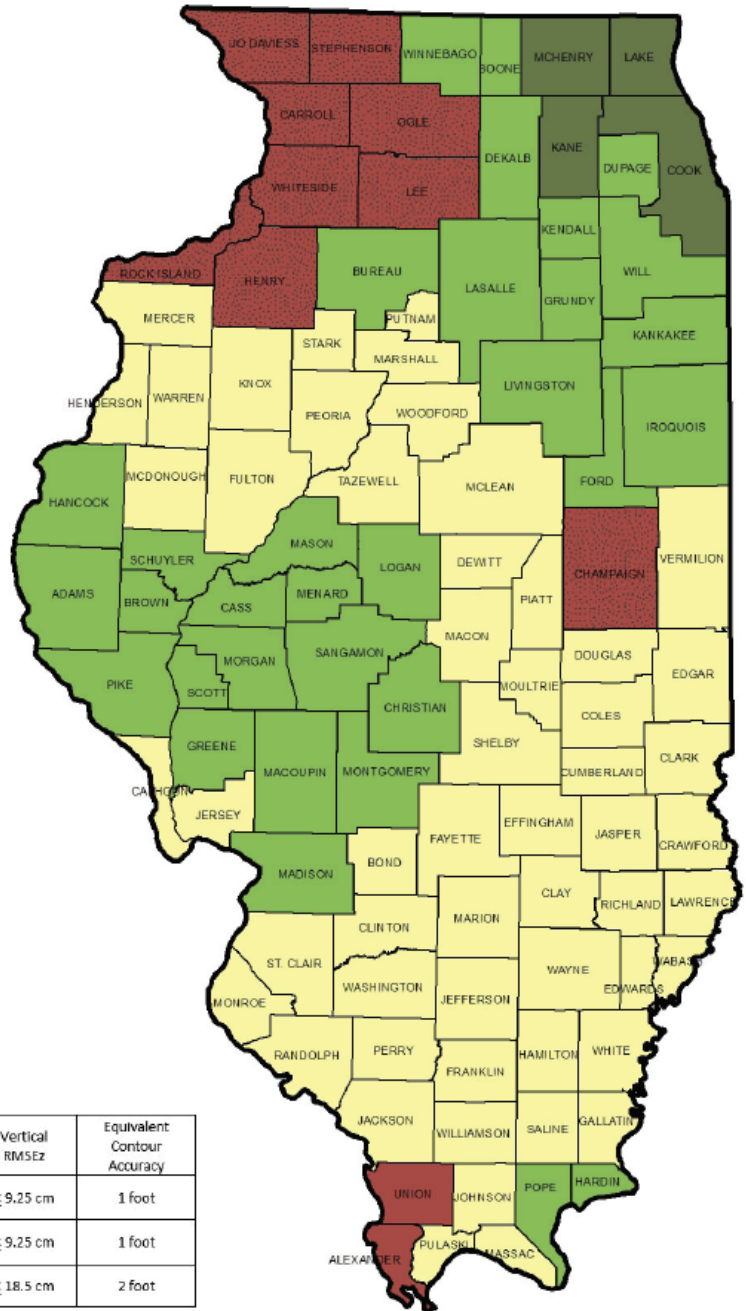 JO DAVIESS
STEPHENSON
WINNEBAGO
BOONE
MCHENRY
LAKE
CARROLL
OGLE
DEKALB
KANE
DUPAGE
COOK
WHITESIDE
LEE
KENDALL
ROCK ISLAND
HENRY
BUREAU
LASALLE
GRUNDY
WILL
MERCER
PUTNAM
KANKAKEE
STARK
MARSHALL
HENDERSON
WARREN
KNOX
PEORIA
WOODFORD
LIVINGSTON
IROQUOIS
HANCOCK
MCDONOUGH
FULTON
TAZEWELL
MCLEAN
FORD
SCHUYLER
MASON
LOGAN
DEWITT
CHAMPAIGN
VERMILION
ADAMS
BROWN
CASS
MENARD
PIATT
MACON
PIKE
SCOTT
MORGAN
SANGAMON
CHRISTIAN
MOULTRIE
DOUGLAS
EDGAR
COLES
GREENE
MACOUPIN
MONTGOMERY
SHELBY
CUMBERLAND
CLARK
CALHOUN
JERSEY
FAYETTE
EFFINGHAM
JASPER
CRAWFORD
MADISON
BOND
CLAY
RICHLAND
LAWRENCE
CLINTON
MARION
ST. CLAIR
WASHINGTON
WAYNE
EDWARDS
WABASH
MONROE
JEFFERSON
RANDOLPH
PERRY
HAMILTON
WHITE
FRANKLIN
JACKSON
WILLIAMSON
SALINE
GALLATIN
UNION
JOHNSON
POPE
HARDIN
ALEXANDER
PULASKI
MASSAC
Vertical
RMSEz
Equivalent
Contour
Accuracy
≤ 9.25 cm
1 foot
≤ 9.25 cm
1 foot
≤ 18.5 cm
2 foot